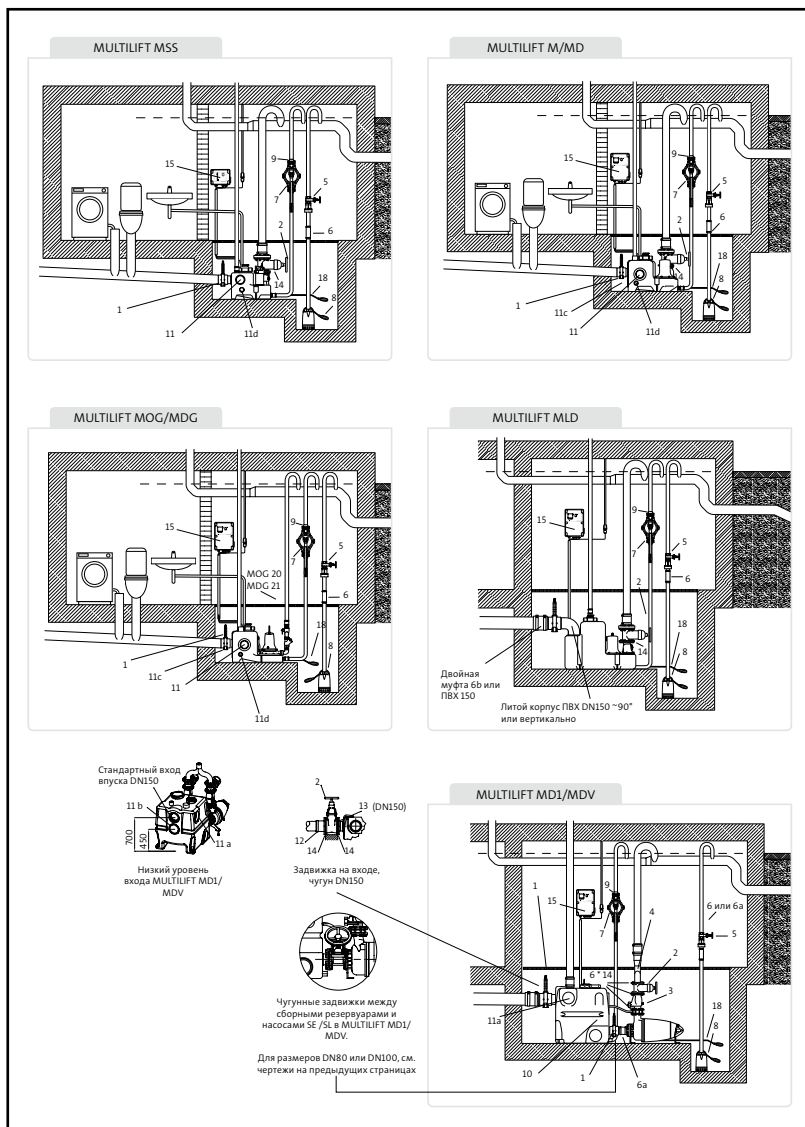 MULTILIFT MSS
15
9
7
5
2
6
14
18
8
1
11
11d
MULTILIFT M/MD
15
9
7
5
2
6
14
18
8
1
11c
11
11d
MULTILIFT MOG/MDG
15
9
7
5
MOG 20
MDG 21
6
18
8
1
11c
11
11d
MULTILIFT MLD
15
9
7
5
2
6
14
18
8
Двойная
муфта 6b или
ПВХ 150
Литой корпус ПВХ DN150 ~90°
или вертикально
Стандартный вход
впуска DN150
11 b
11 a
700
450
Низкий уровень
входа MULTILIFT MD1/
MDV
2
13 (DN150)
12
14
14
Задвижка на входе,
чугун DN150
Чугунные задвижки между
сборными резервуарами и
насосами SE /SL в MULTILIFT MD1/
MDV.
Для размеров DN80 или DN100, см.
чертежи на предыдущих страницах
MULTILIFT MD1/MDV
1
15
9
7
4
6 или 6a
5
6 * 14
2
3
11a
18
8
10
1
6a